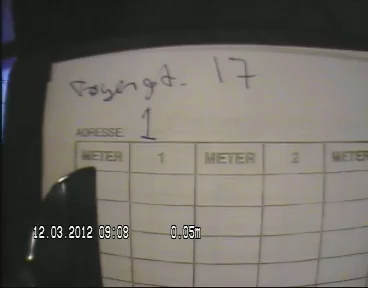 17
1
ADRESSE
METER 1 METER 2 METER
12.03.2012 09:08 0.05m